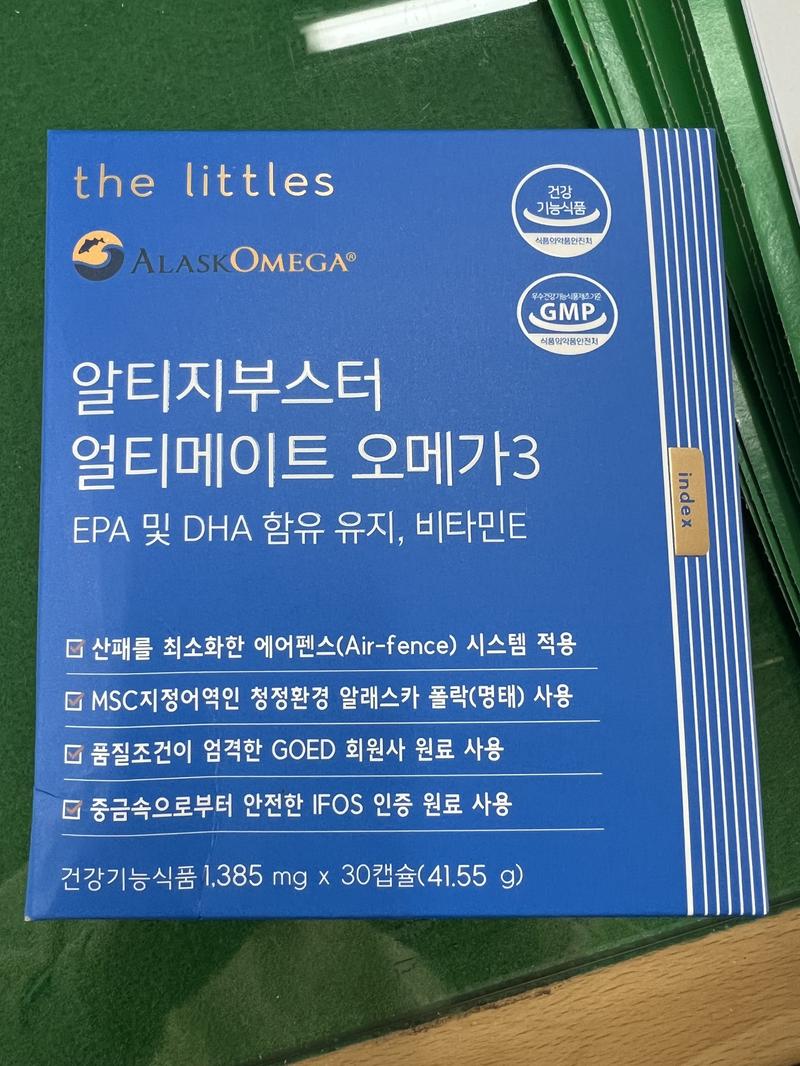 the littles
ALASKOMEGA®
건강
기능식품
식품의약품안전처
우수건강기능식품제조기준
GMP
식품의약품안전처
알티지부스터
얼티메이트 오메가3
EPA 및 DHA 함유 유지, 비타민E
index
산패를 최소화한 에어펜스(Air-fence) 시스템 적용
MSC지정어역인 청정환경 알래스카 폴락(명태) 사용
품질조건이 엄격한 GOED 회원사 원료 사용
중금속으로부터 안전한 IFOS 인증 원료 사용
건강기능식품 1,385 mg x 30캡슐(41.55 g)